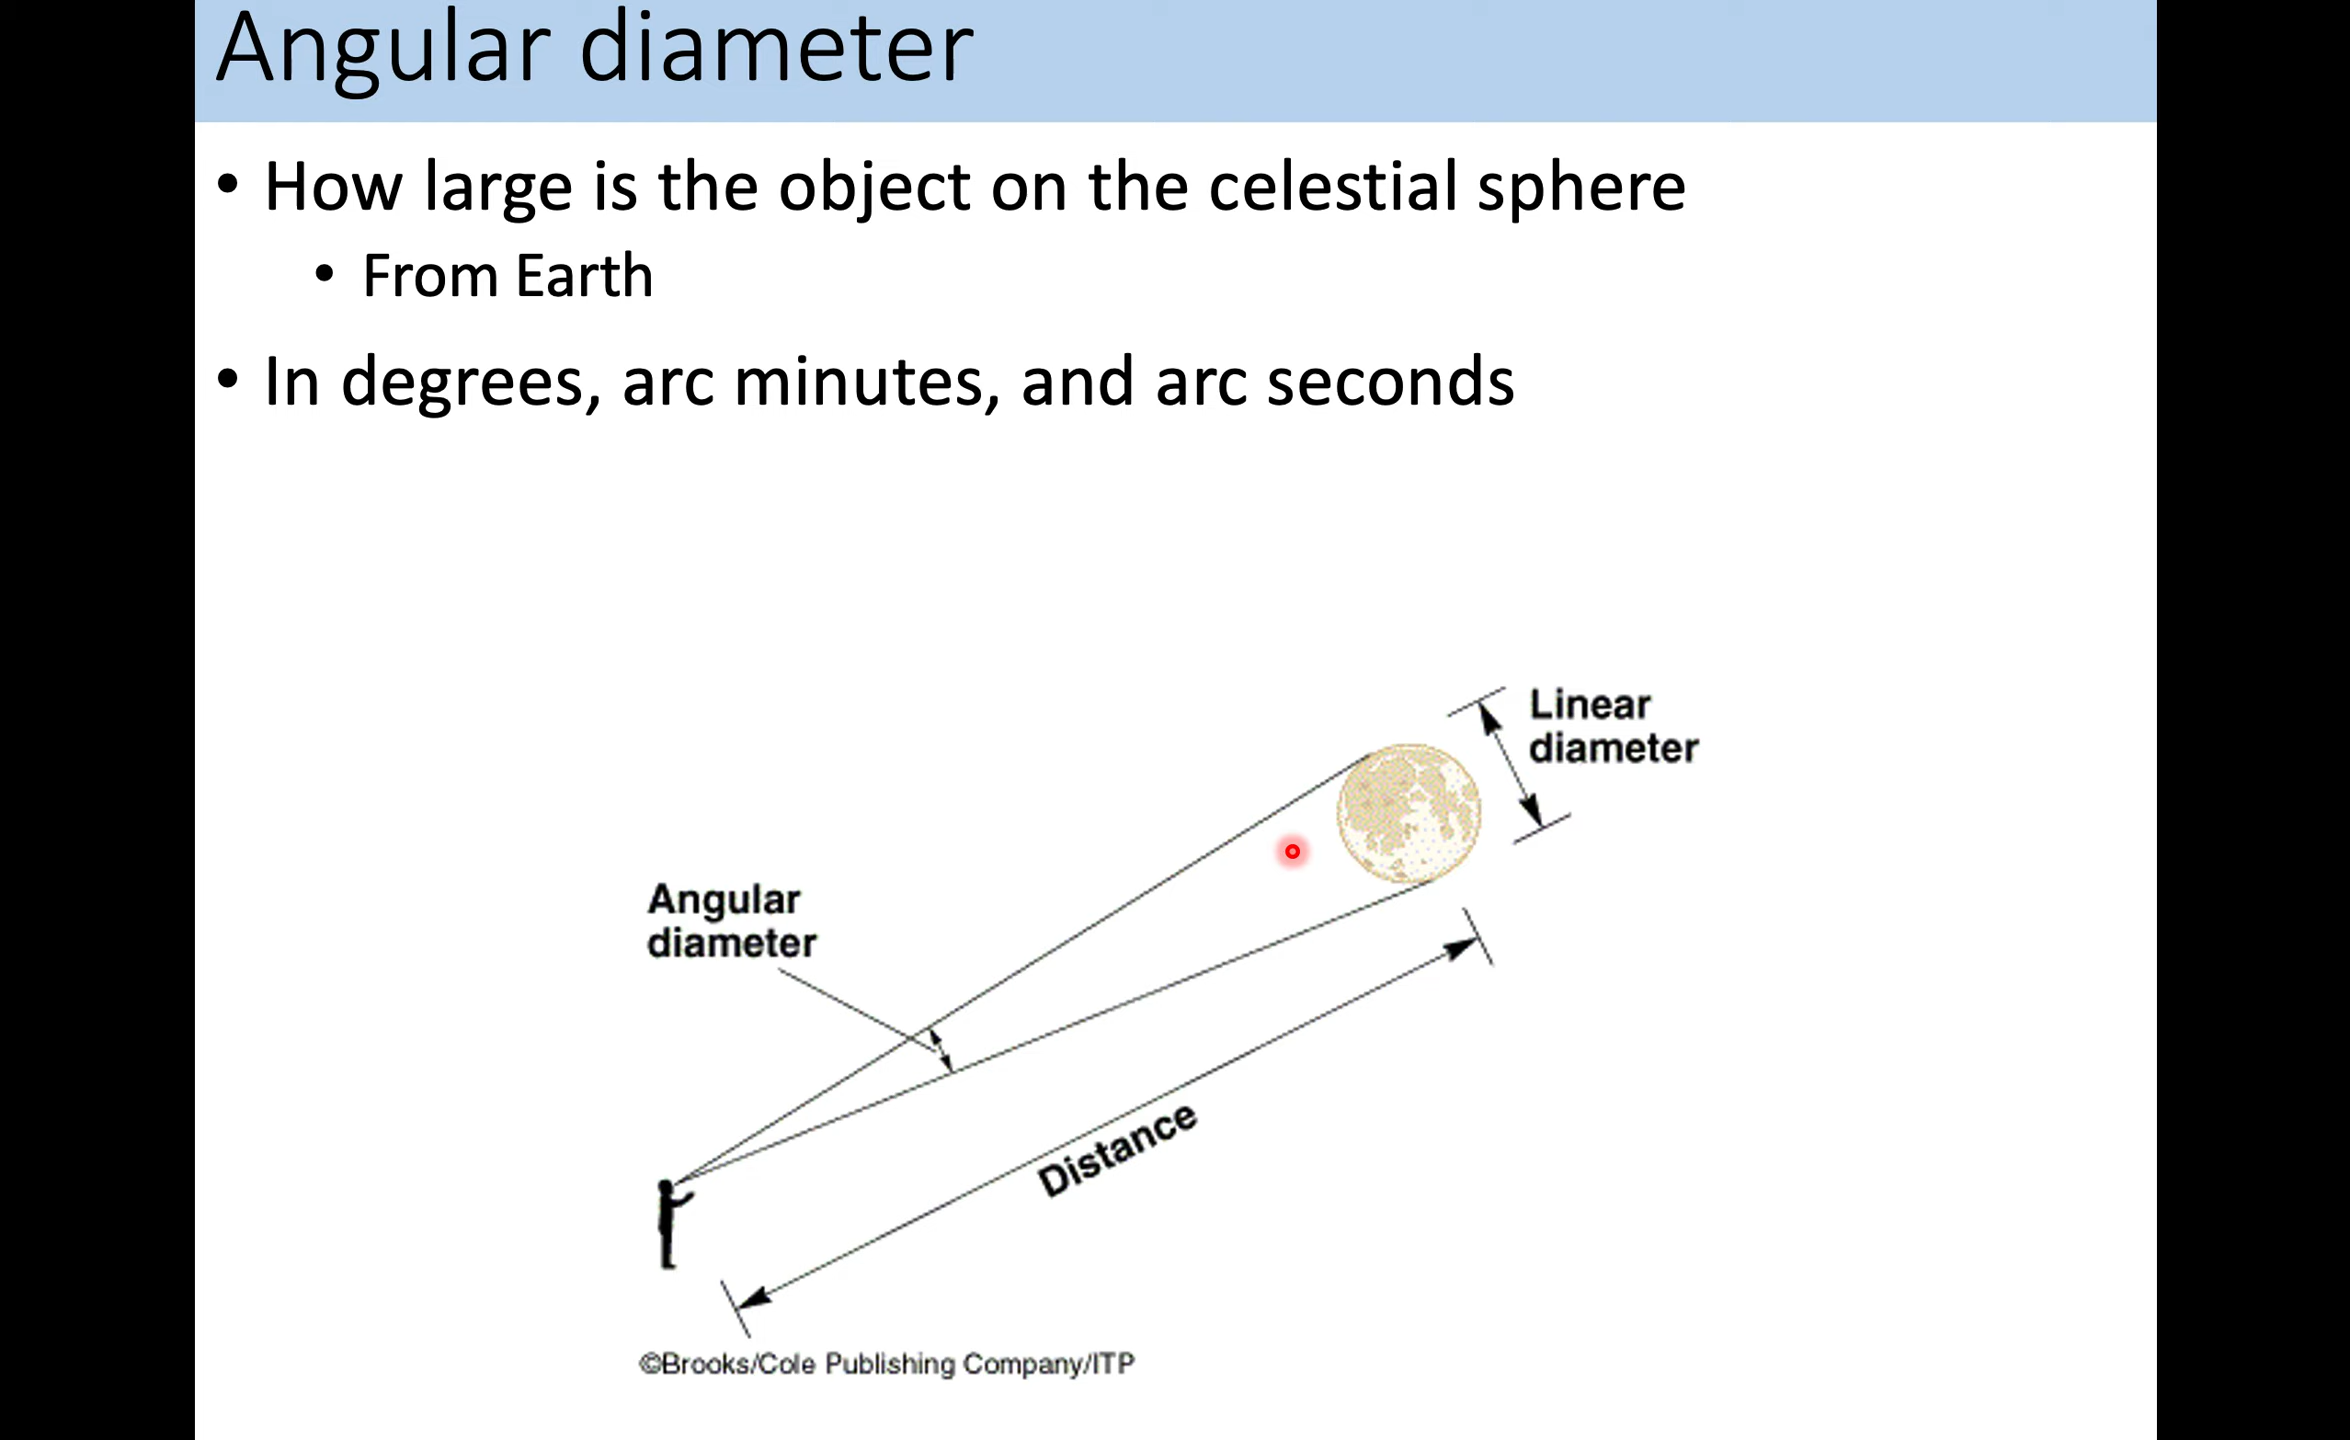 Angular diameter
• How large is the object on the celestial sphere
• From Earth
• In degrees, arc minutes, and arc seconds
Linear
diameter
Angular
diameter
Distance
©Brooks/Cole Publishing Company/ITP